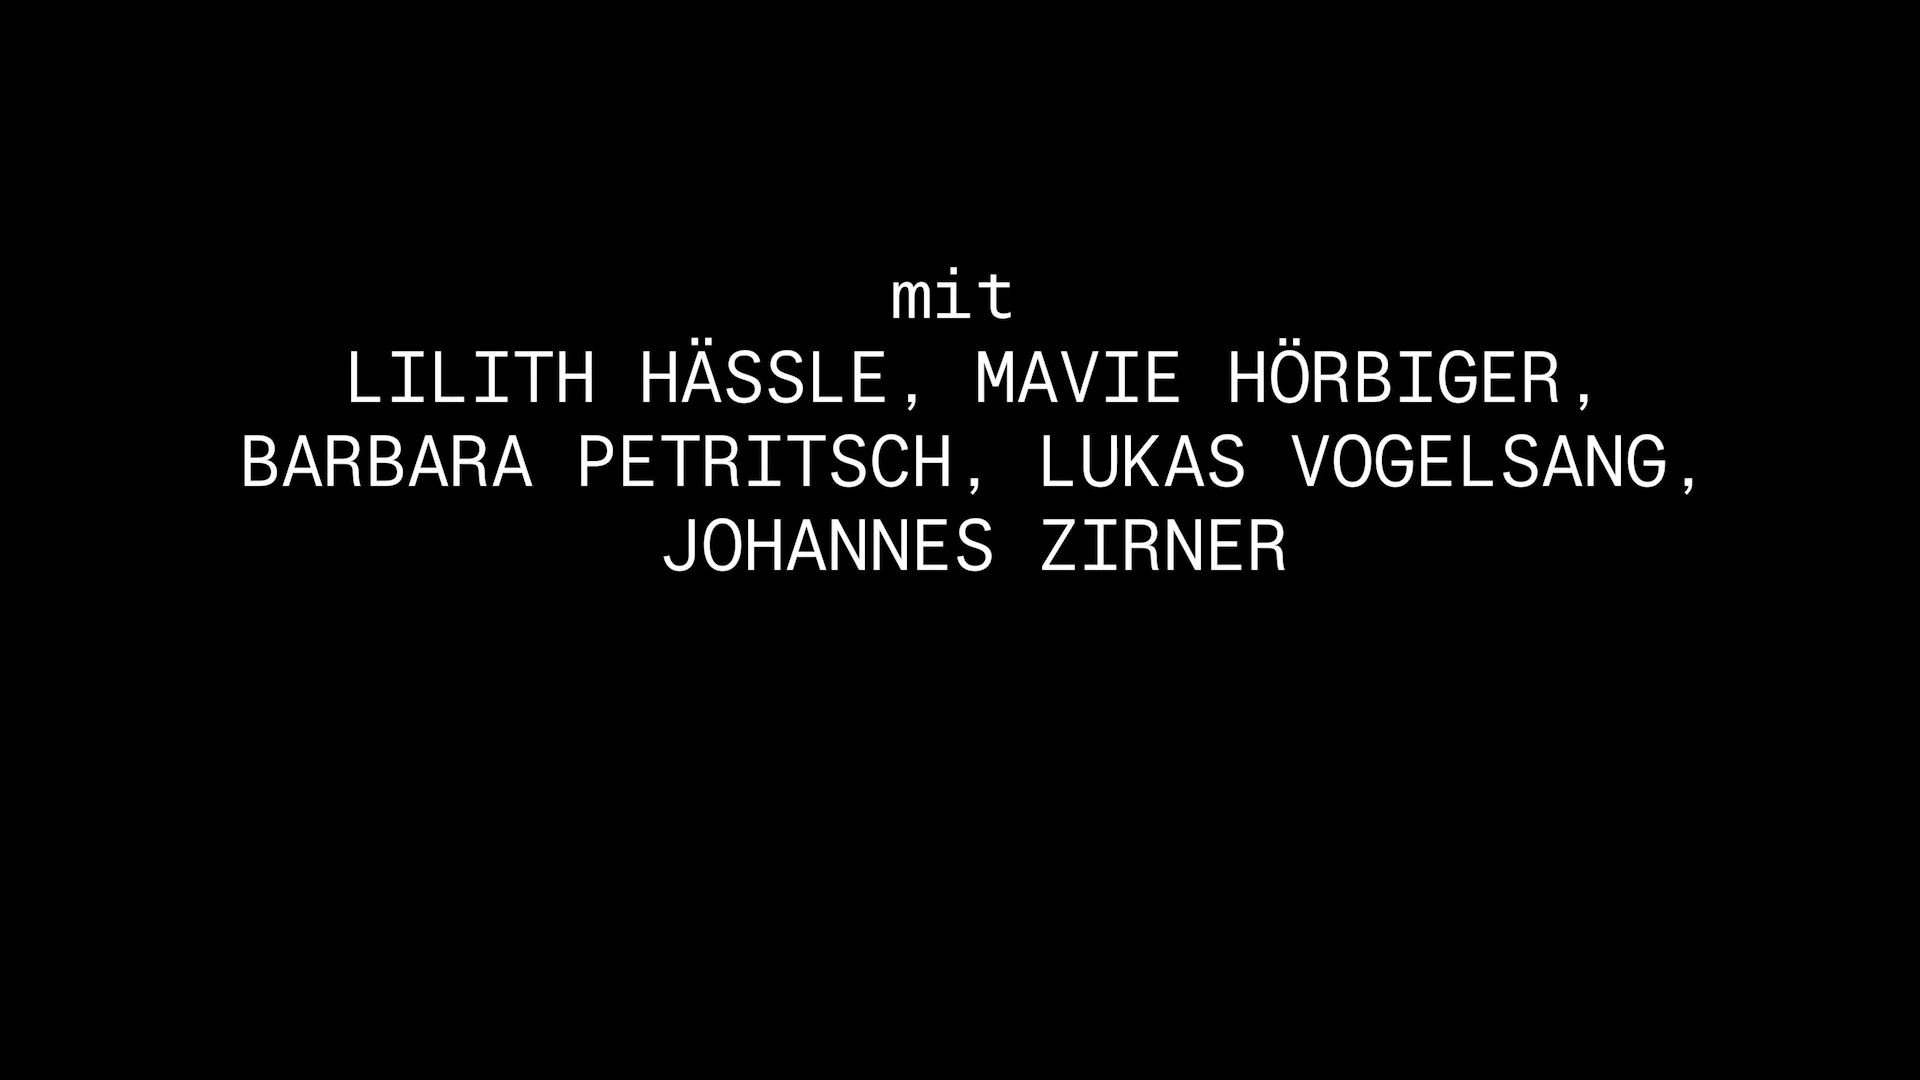 mit
LILITH HÄSSLE, MAVIE HÖRBIGER,
BARBARA PETRITSCH, LUKAS VOGELSANG,
JOHANNES ZIRNER